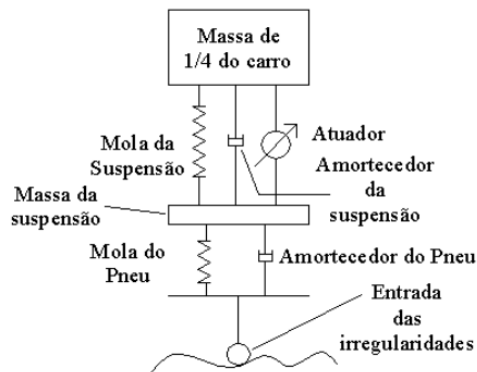 Massa de
1/4 do carro
Mola da
Suspensão
Atuador
Amortecedor
da
suspensão
Massa da
suspensão
Mola do
Pneu
Amortecedor do Pneu
Entrada
das
irregularidades